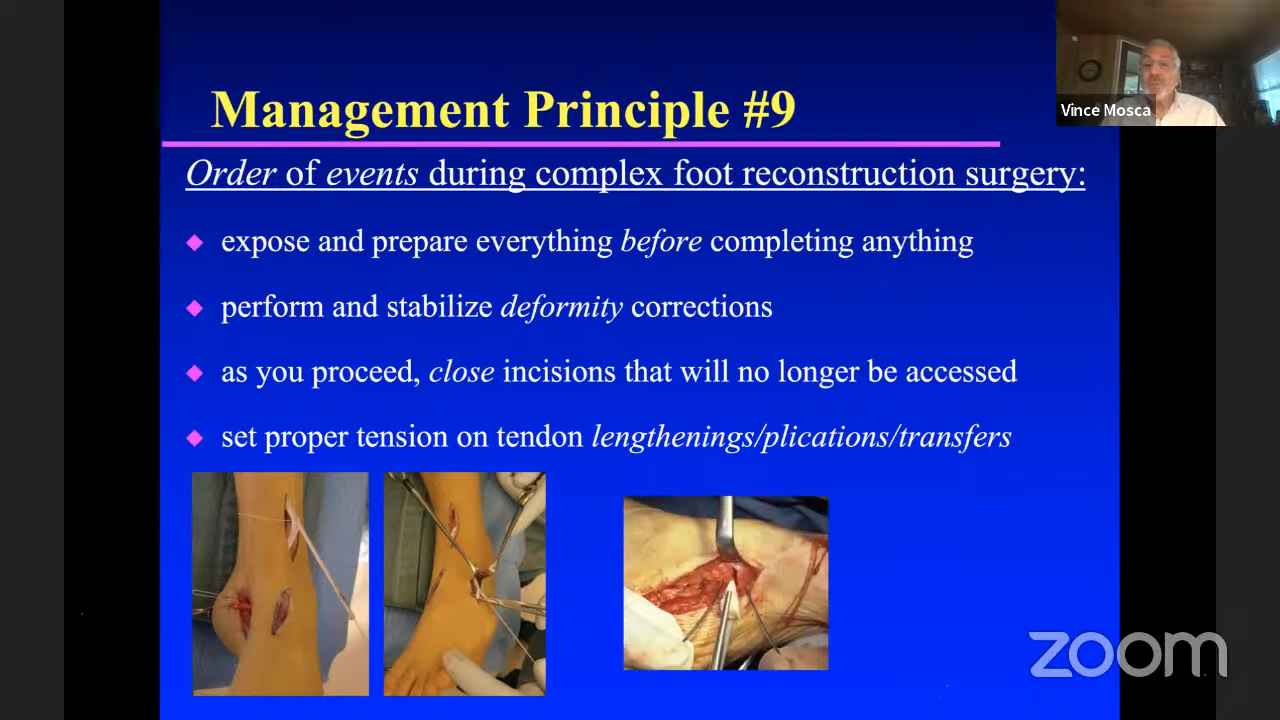 Management Principle #9
Vince Mosca
Order of events during complex foot reconstruction surgery:
expose and prepare everything before completing anything
perform and stabilize deformity corrections
as you proceed, close incisions that will no longer be accessed
set proper tension on tendon lengthenings/plications/transfers
zoom